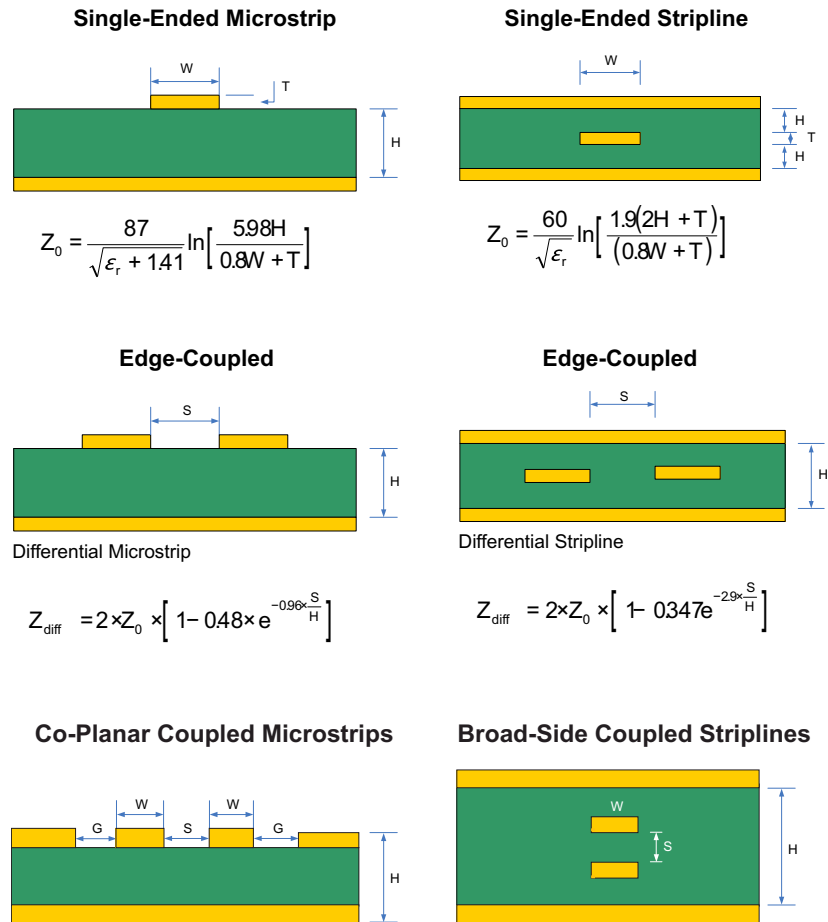 Single-Ended Microstrip
W
T
H
Z₀ = 87 / √(εᵣ + 1.41) ln[5.98H / 0.8W + T]
Single-Ended Stripline
W
H
T
H
Z₀ = 60 / √εᵣ ln[1.9(2H + T) / (0.8W + T)]
Edge-Coupled
S
H
Differential Microstrip
Z_diff = 2×Z₀ ×[1− 0.48× e^(−0.96×S/H)]
Edge-Coupled
S
H
Differential Stripline
Z_diff = 2×Z₀ ×[1− 0.347e^(−2.9×S/H)]
Co-Planar Coupled Microstrips
W W
G S G
H
Broad-Side Coupled Striplines
W
S
H